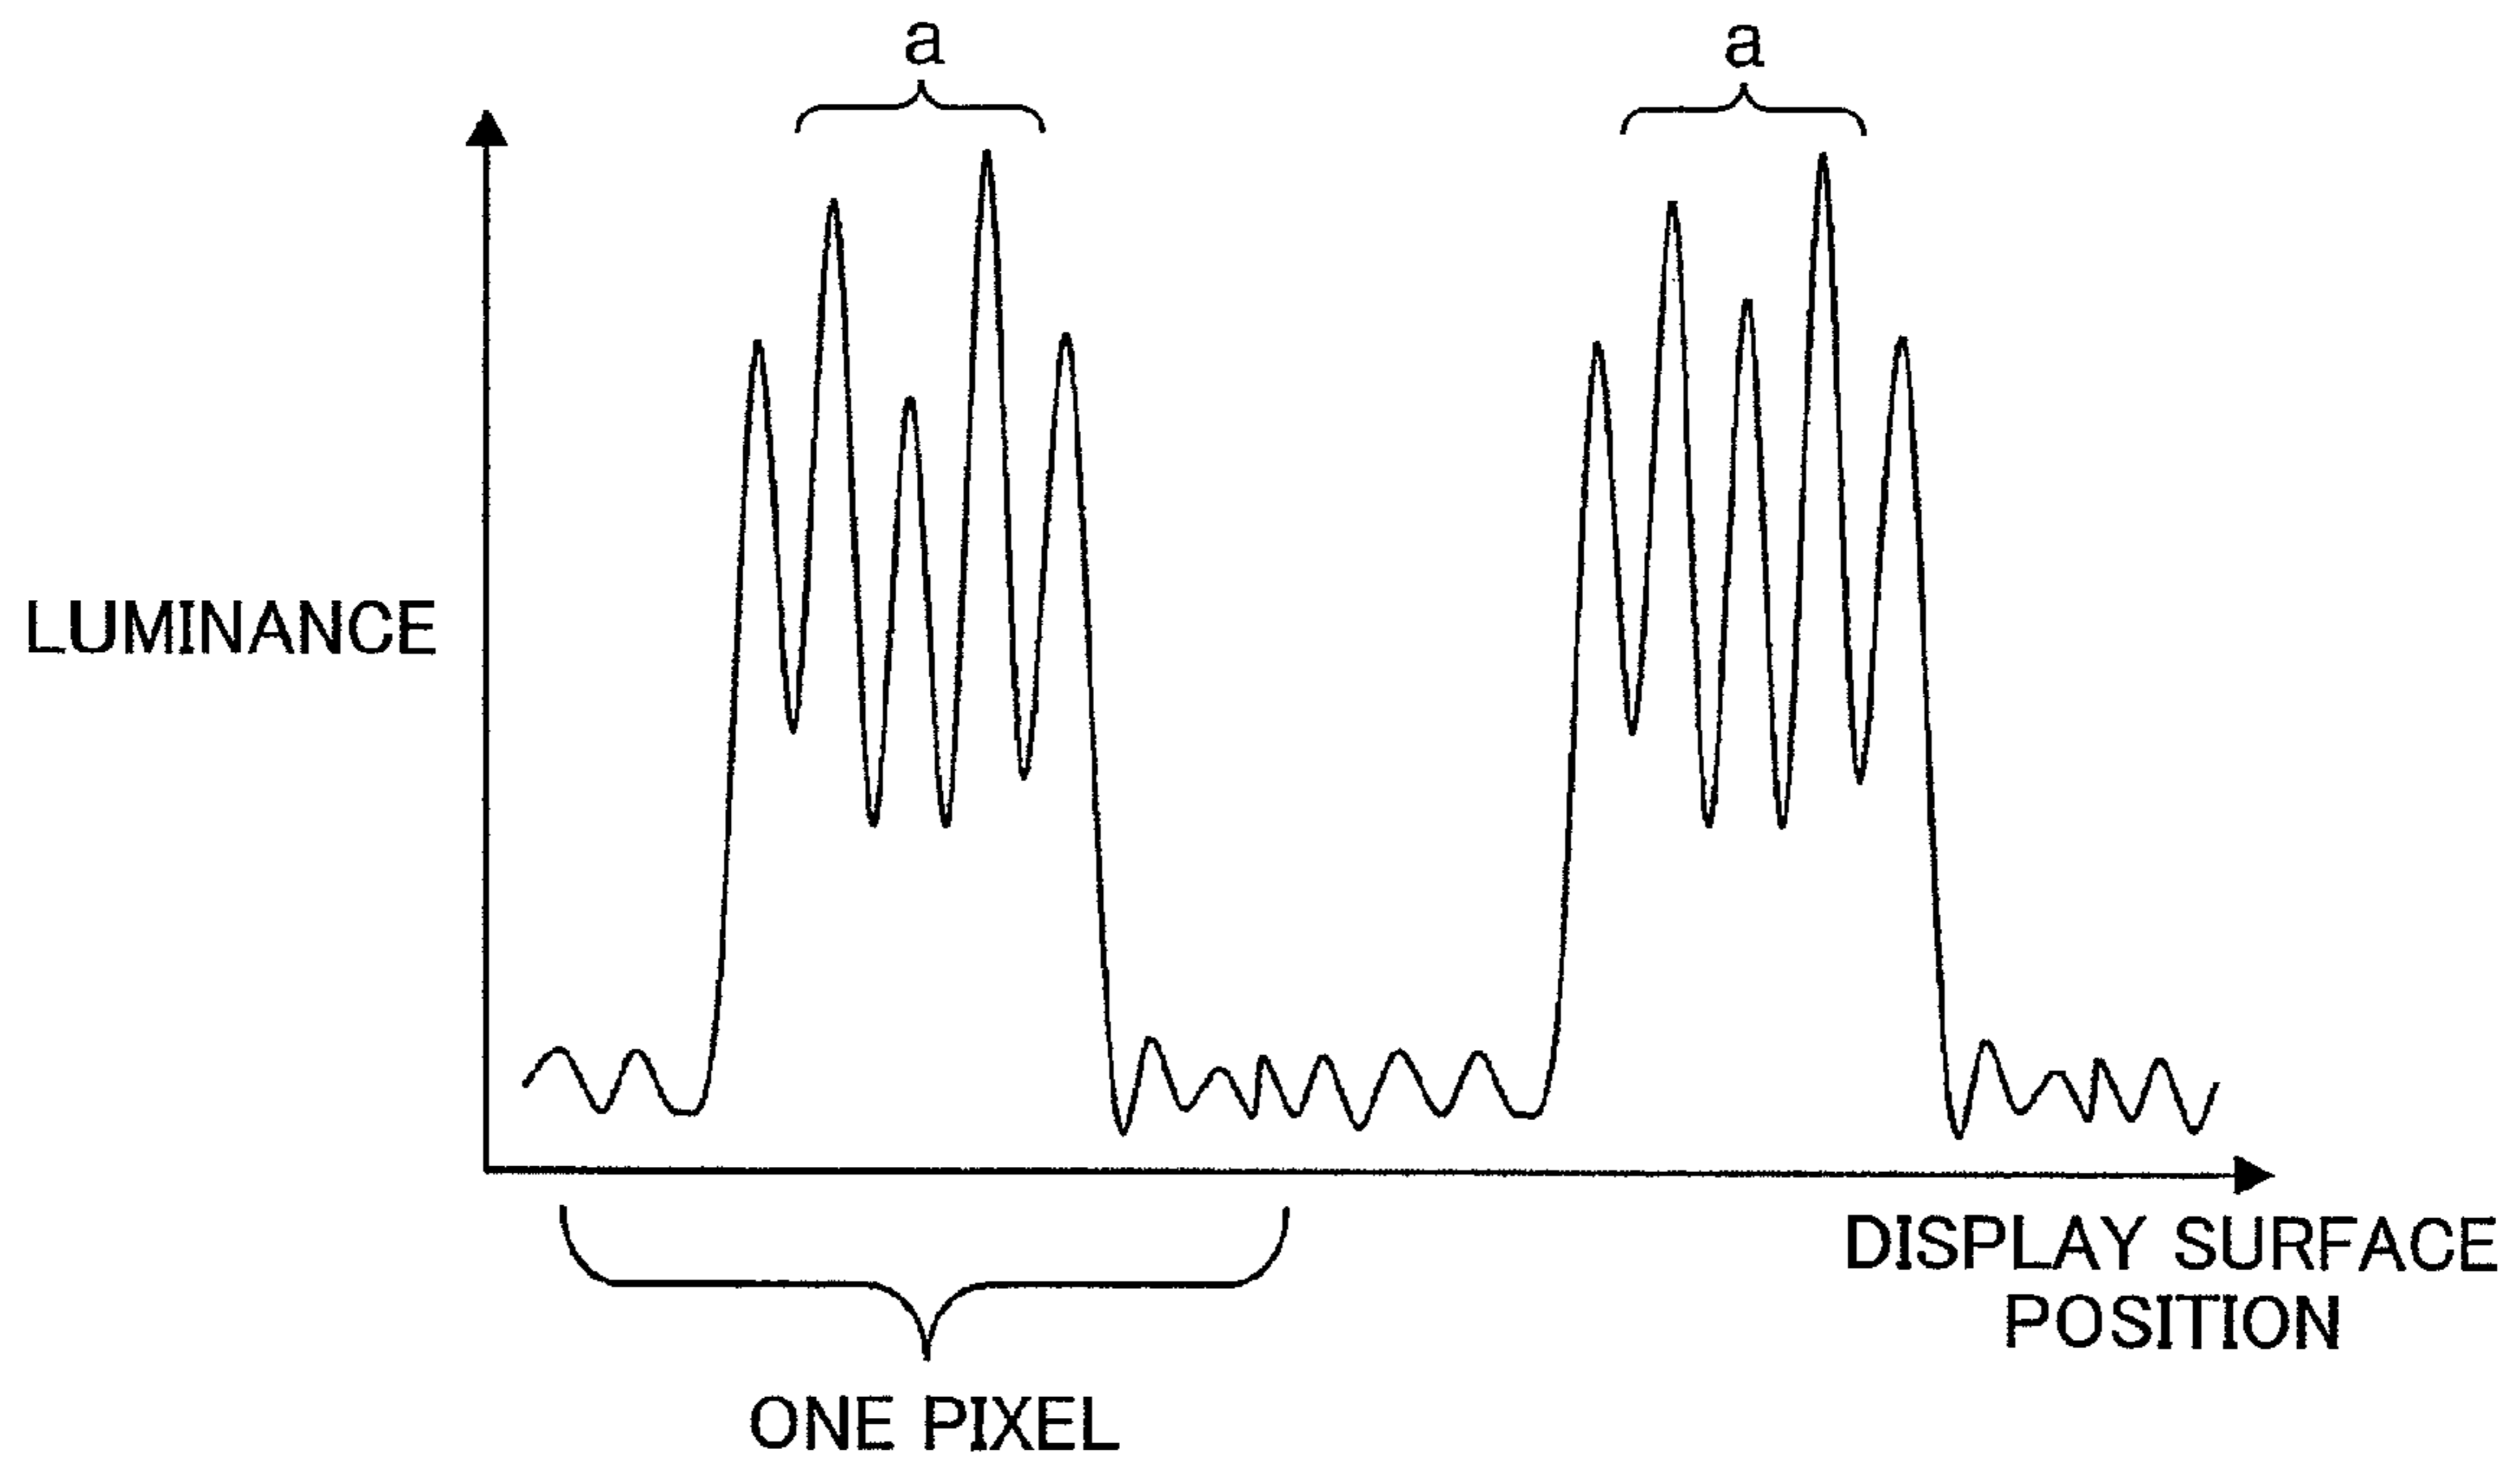 a
a
LUMINANCE
DISPLAY SURFACE
POSITION
ONE PIXEL